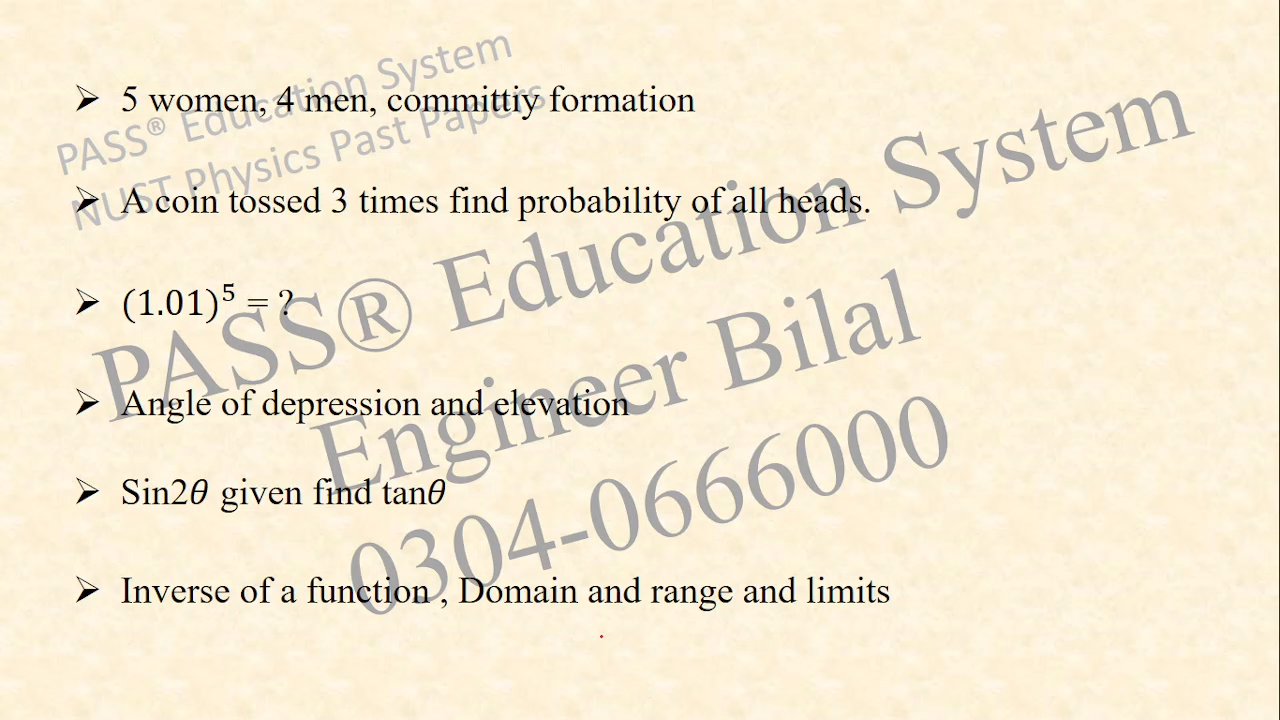 PASS® Education System
NUST Physics Past Papers
➢ 5 women, 4 men, committiy formation
➢ A coin tossed 3 times find probability of all heads.
➢ (1.01)⁵ = ?
➢ Angle of depression and elevation
➢ Sin2𝜃 given find tan𝜃
➢ Inverse of a function , Domain and range and limits
PASS® Education System
Engineer Bilal
0304-0666000